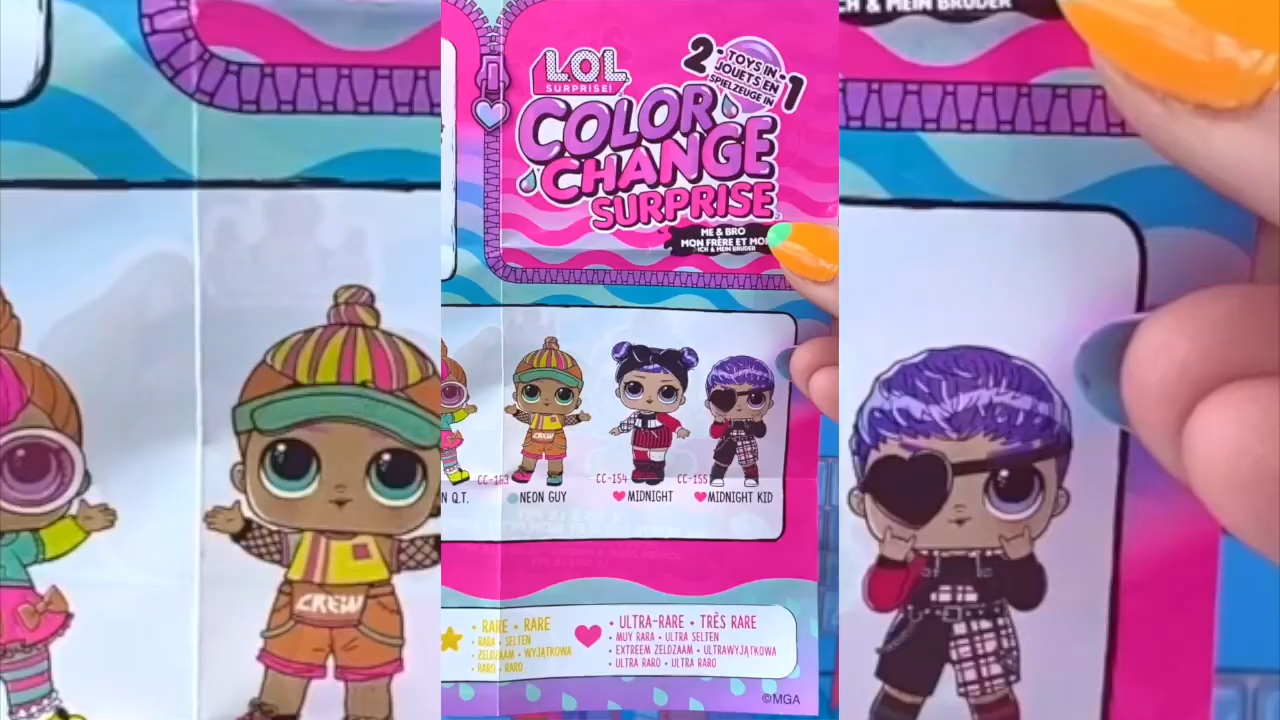 CH & MEIN BRUDER
L.O.L.
SURPRISE!
2 TOYS IN 1
JOUETS EN
SPIELZEUGE IN
COLOR
CHANGE
SURPRISE
ME & BRO
MON FRÈRE ET MOI
ICH & MEIN BRUDER
CREW
CREW
CC-153
CC-154
CC-155
N Q.T.
NEON GUY
MIDNIGHT
MIDNIGHT KID
• RARE • RARE
• RARA • SELTEN
• ZELDZAAM • WYJĄTKOWA
• RARO • RARO
• ULTRA-RARE • TRÈS RARE
• MUY RARA • ULTRA SELTEN
• EXTREEM ZELDZAAM • ULTRAWYJĄTKOWA
• ULTRA RARO • ULTRA RARO
©MGA